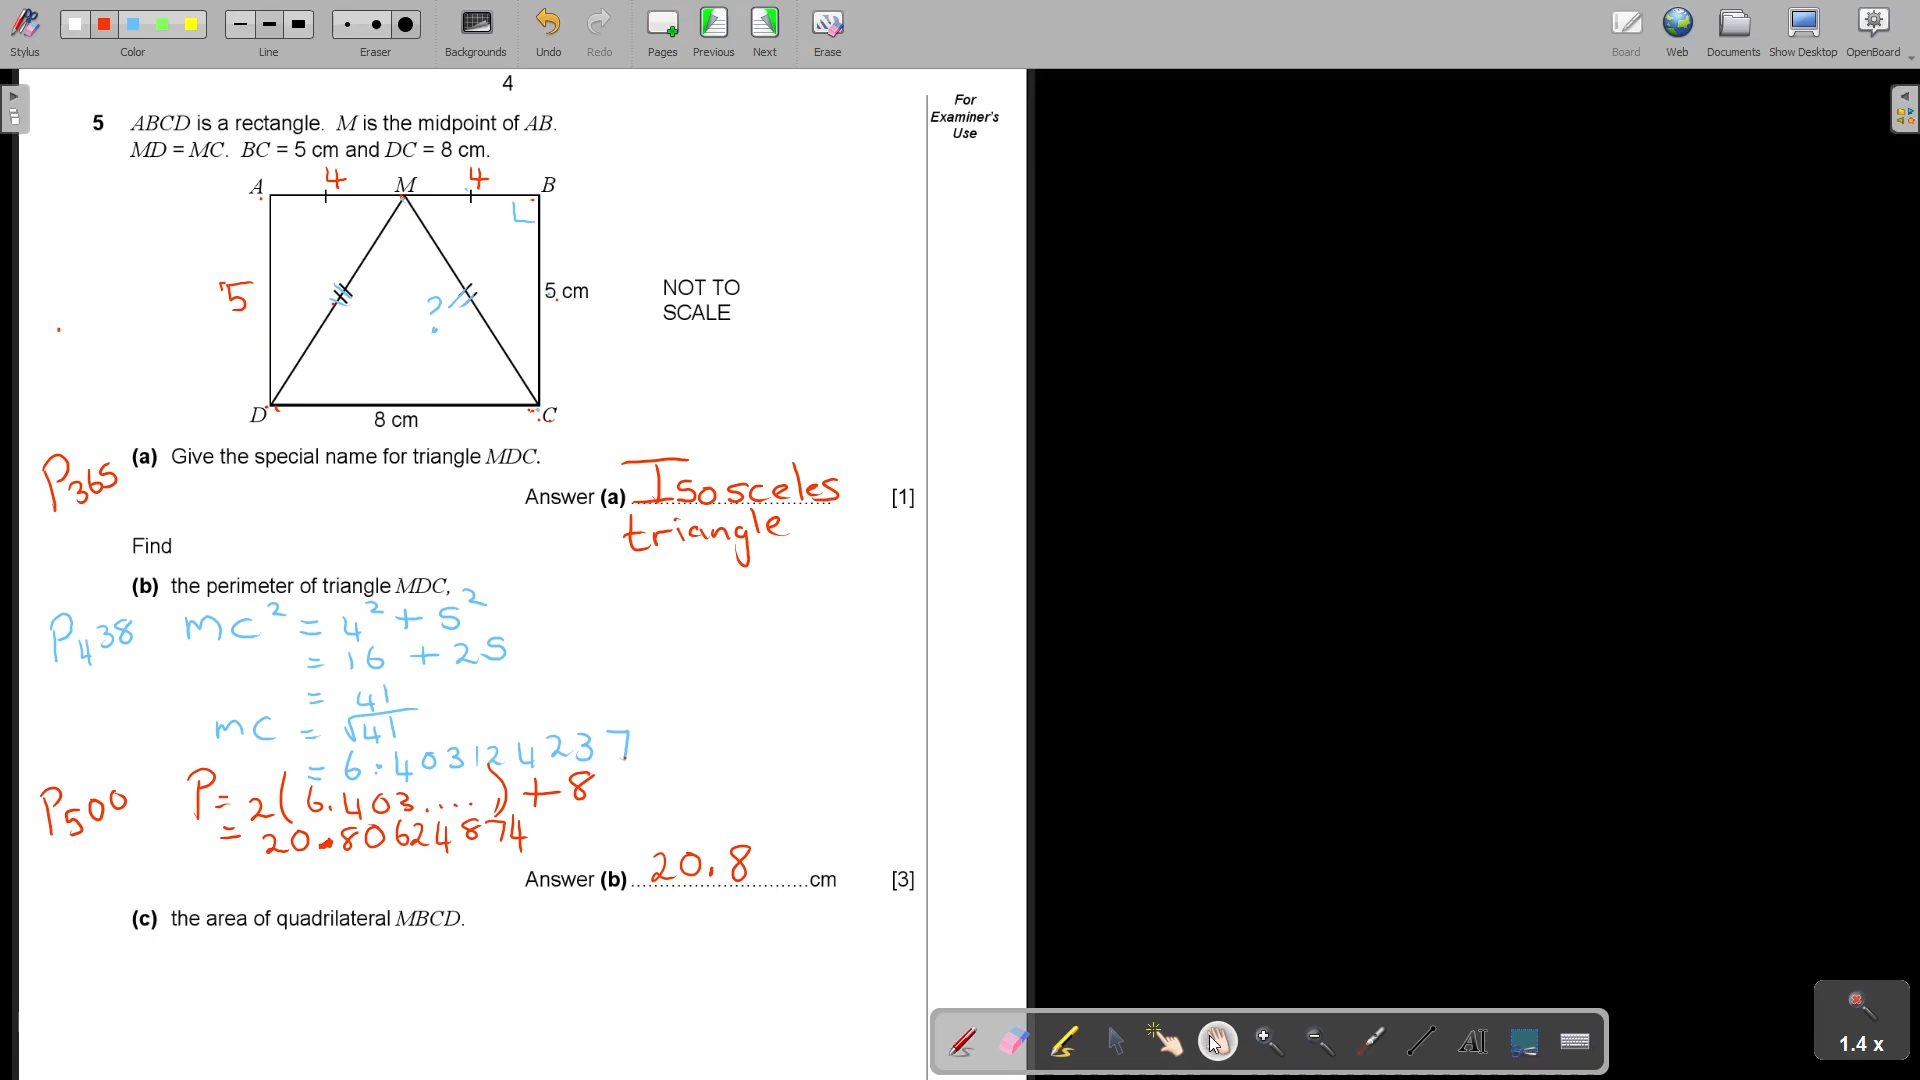 Stylus Color Line Eraser Backgrounds Undo Redo Pages Previous Next Erase Board Web Documents Show Desktop OpenBoard
4
For
Examiner's
Use
5 ABCD is a rectangle. M is the midpoint of AB.
MD = MC. BC = 5 cm and DC = 8 cm.
4 4
A M B
5 ? 5 cm
NOT TO
SCALE
D C
8 cm
(a) Give the special name for triangle MDC.
P365
Answer (a) Isosceles [1]
triangle
Find
(b) the perimeter of triangle MDC,
P438 mc² = 4² + 5²
= 16 + 25
= 41
mc = √41
= 6.403124237
P500 P = 2(6.403....) + 8
= 20.80624874
Answer (b) 20.8 cm [3]
(c) the area of quadrilateral MBCD.
1.4 x